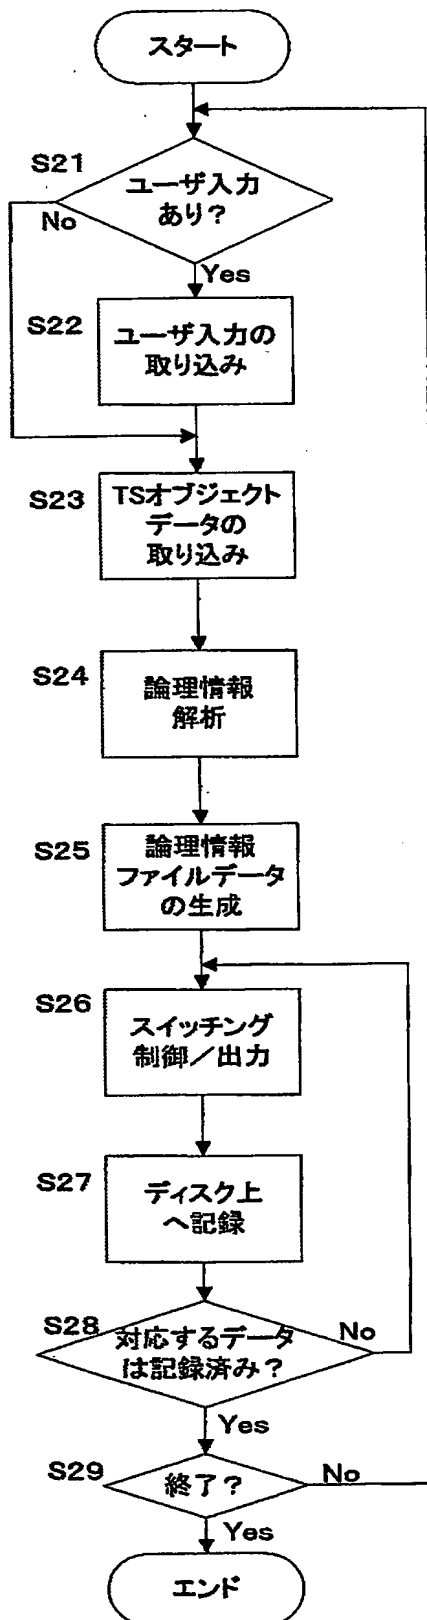 スタート
S21
ユーザ入力
あり？
No
Yes
S22
ユーザ入力の
取り込み
S23
TSオブジェクト
データの
取り込み
S24
論理情報
解析
S25
論理情報
ファイルデータ
の生成
S26
スイッチング
制御／出力
S27
ディスク上
へ記録
S28
対応するデータ
は記録済み？
No
Yes
S29
終了？
No
Yes
エンド